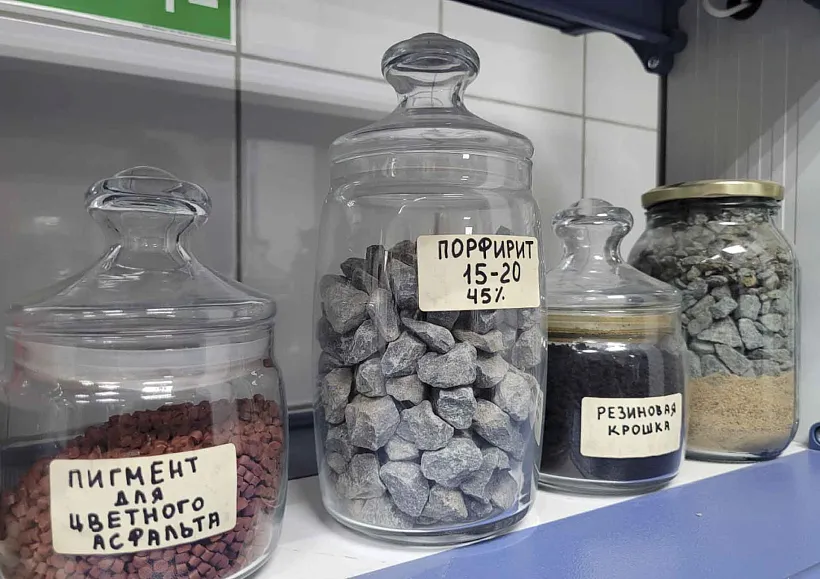 ПИГМЕНТ
ДЛЯ
ЦВЕТНОГО
АСФАЛЬТА
ПОРФИРИТ
15-20
45%
РЕЗИНОВАЯ
КРОШКА